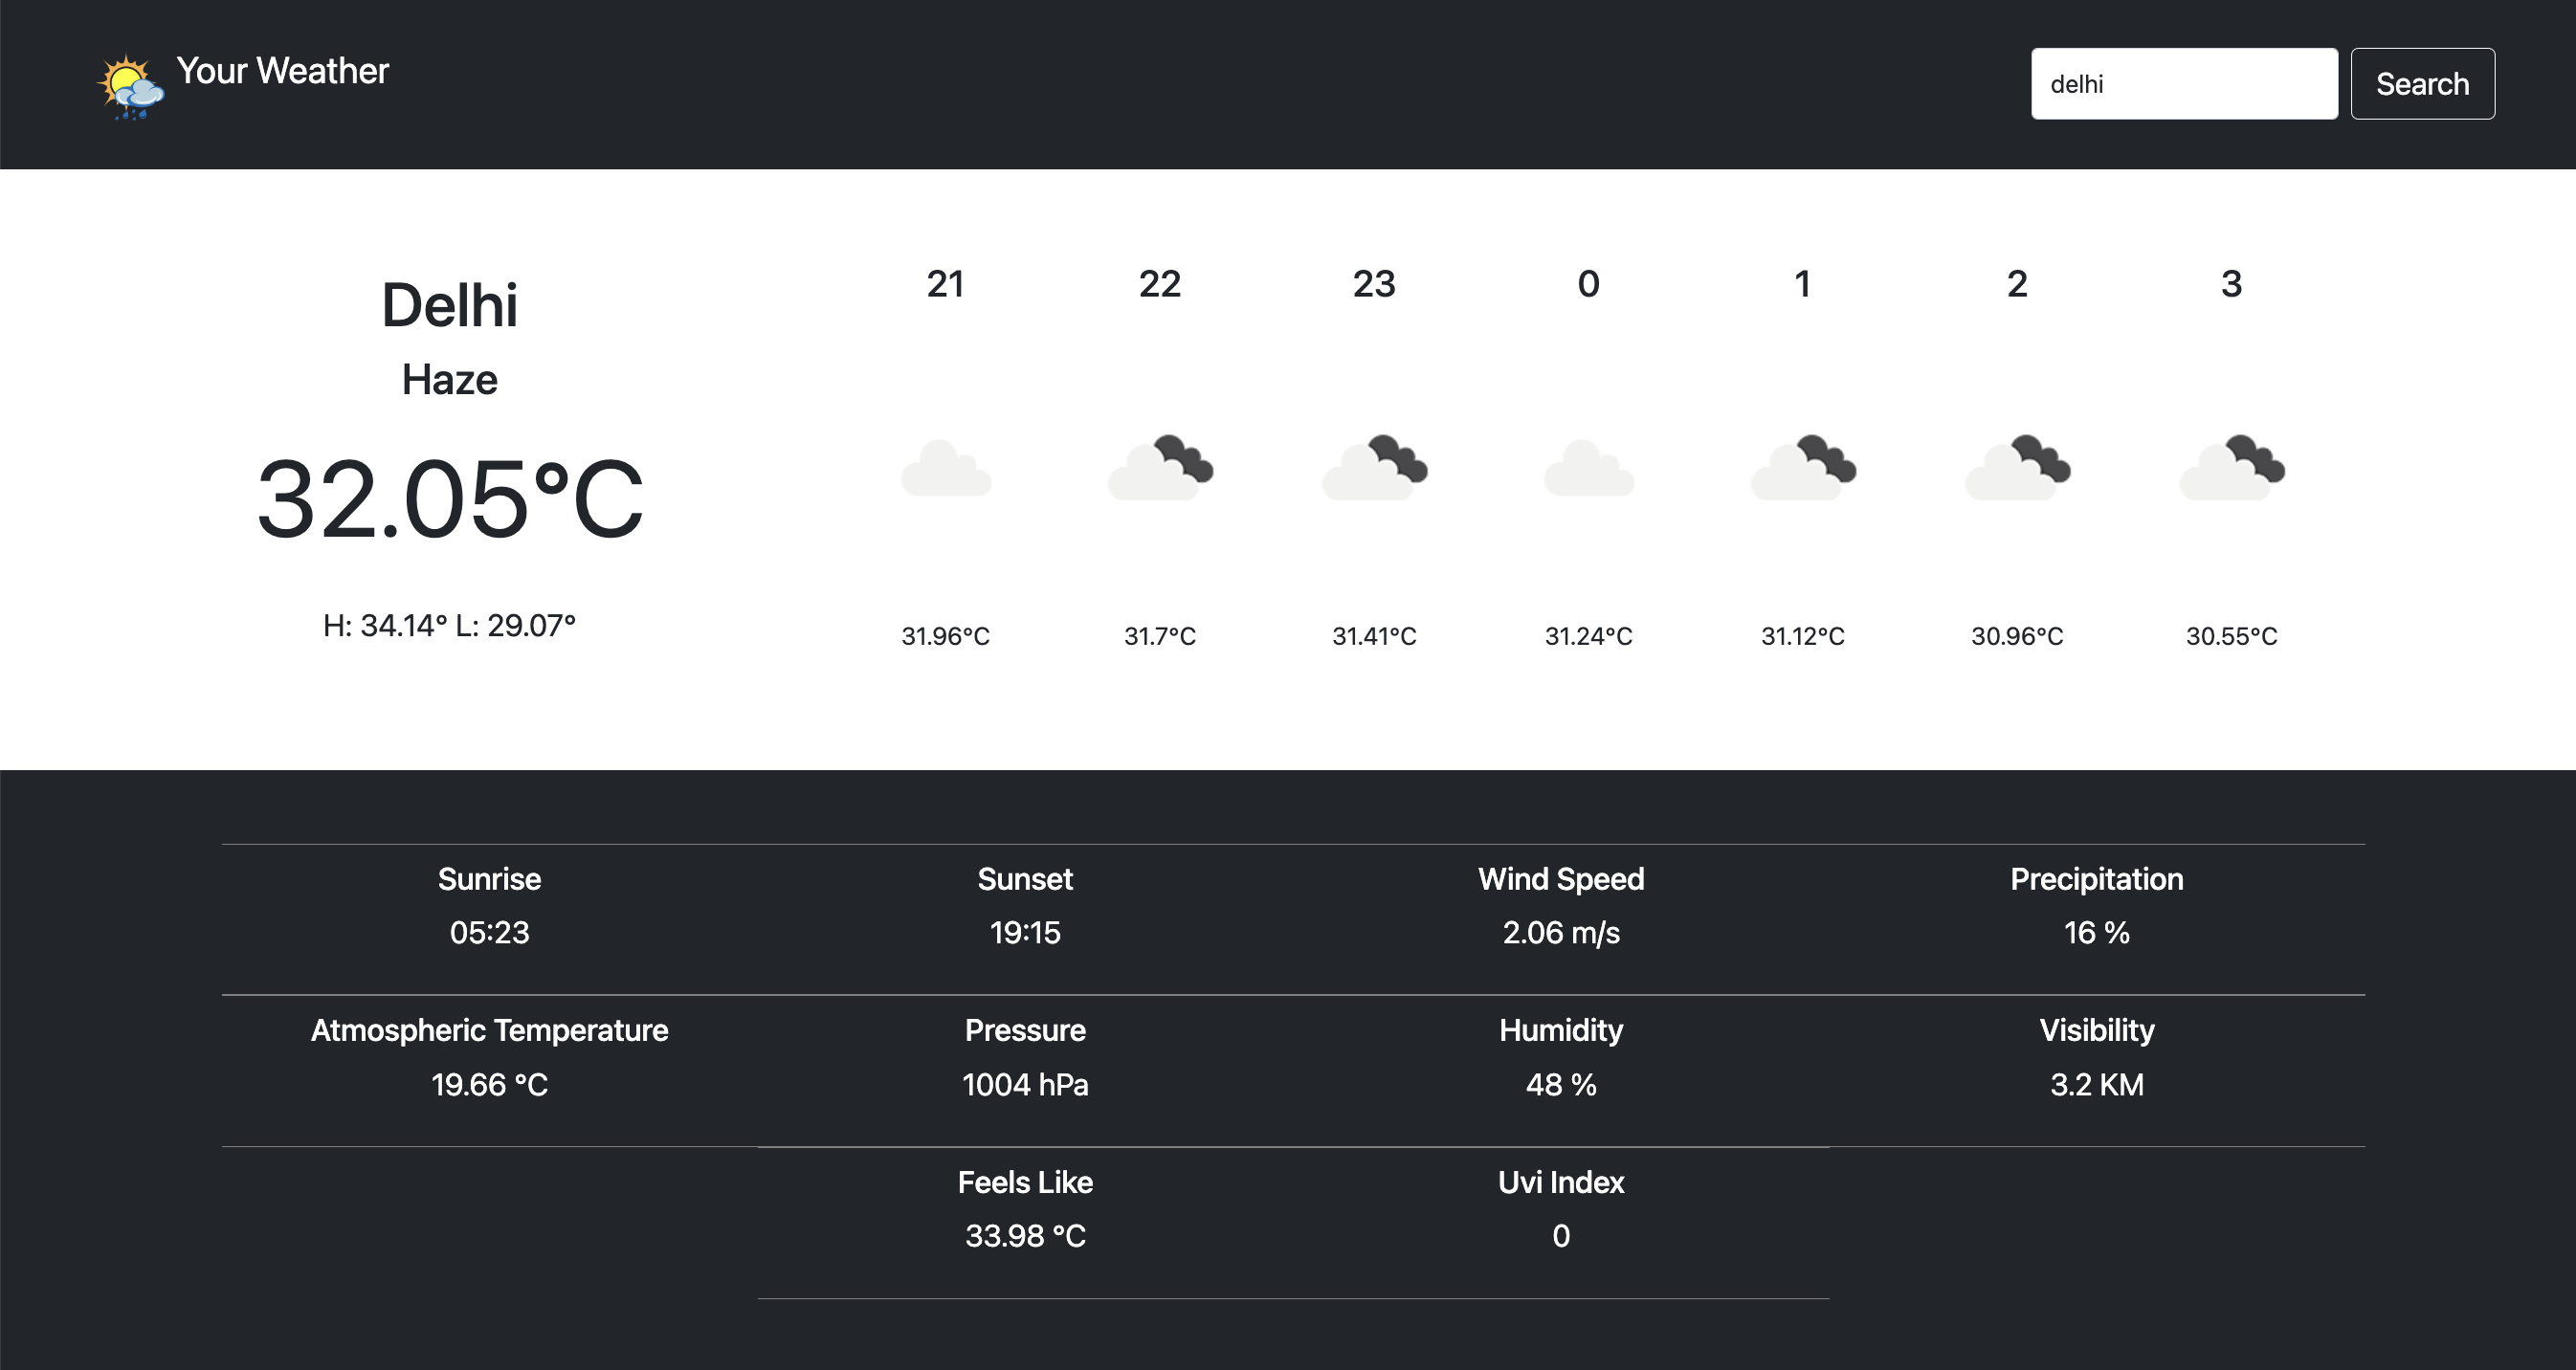 Your Weather
delhi Search
Delhi
Haze
32.05°C
H: 34.14° L: 29.07°
21 22 23 0 1 2 3
31.96°C 31.7°C 31.41°C 31.24°C 31.12°C 30.96°C 30.55°C
Sunrise Sunset Wind Speed Precipitation
05:23 19:15 2.06 m/s 16 %
Atmospheric Temperature Pressure Humidity Visibility
19.66 °C 1004 hPa 48 % 3.2 KM
Feels Like Uvi Index
33.98 °C 0